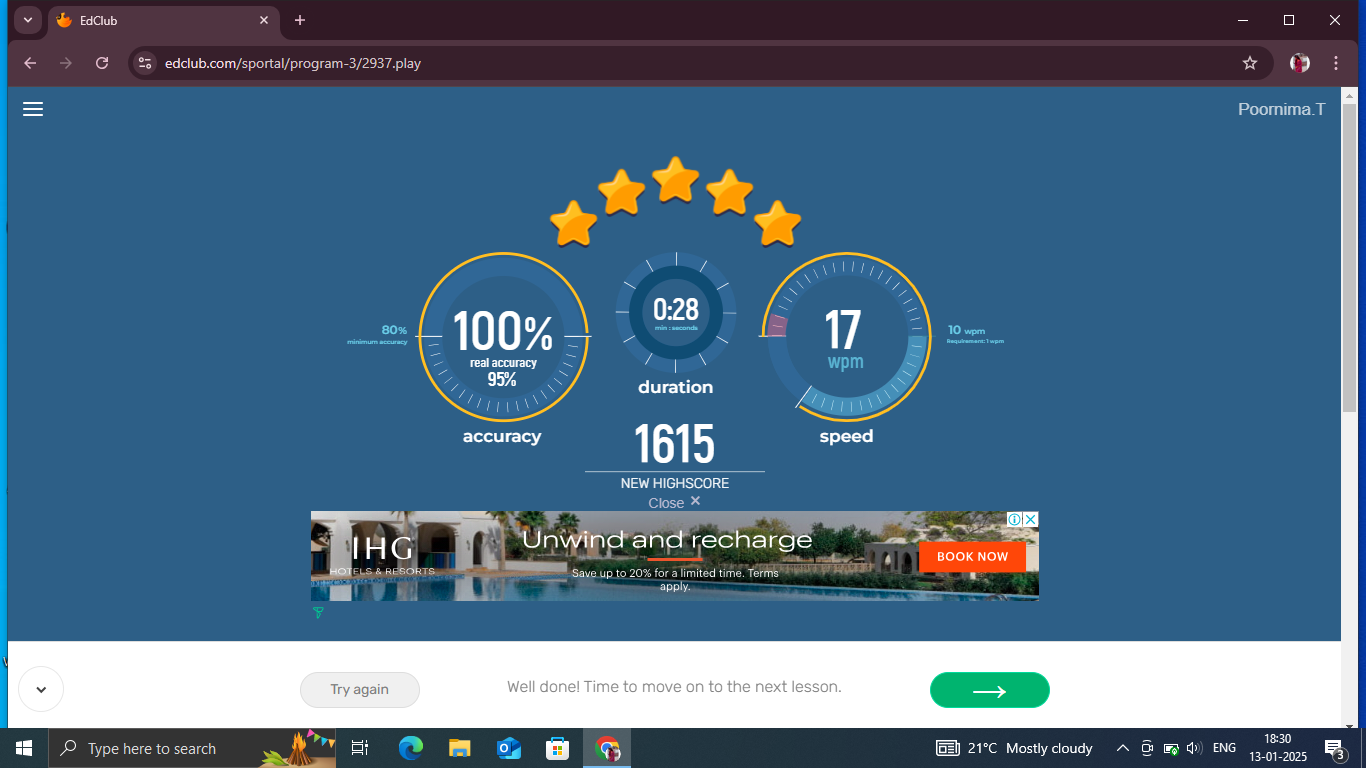 EdClub
edclub.com/sportal/program-3/2937.play
Poornima.T
80%
minimum accuracy
100%
real accuracy
95%
accuracy
0:28
min : seconds
duration
17
wpm
speed
10 wpm
Requirement: 1 wpm
1615
NEW HIGHSCORE
Close ×
IHG
HOTELS & RESORTS
Unwind and recharge
Save up to 20% for a limited time. Terms
apply.
BOOK NOW
Try again
Well done! Time to move on to the next lesson.
Type here to search
21°C Mostly cloudy
ENG
18:30
13-01-2025
3